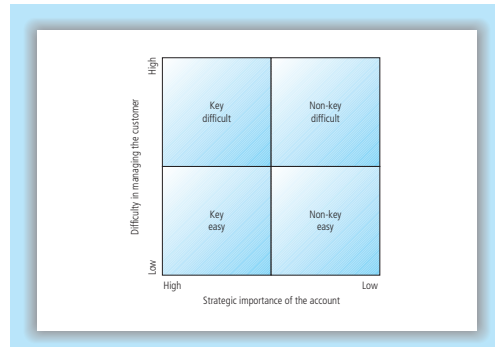 High
Difficulty in managing the customer
Low
Key
difficult
Non-key
difficult
Key
easy
Non-key
easy
High
Low
Strategic importance of the account